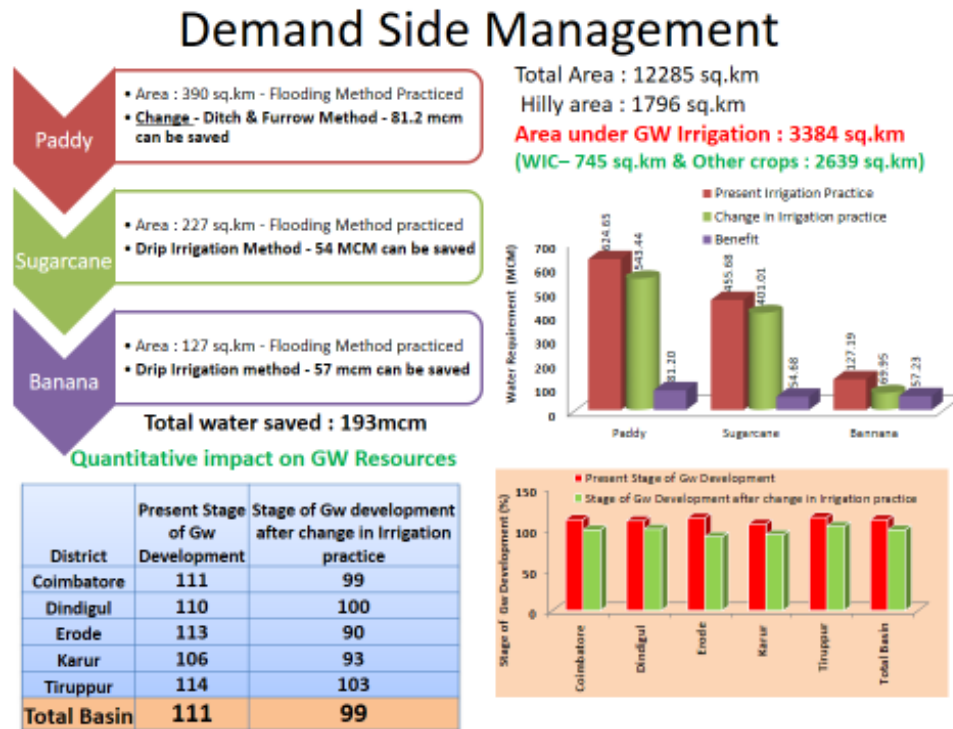 Demand Side Management
Paddy
• Area : 390 sq.km - Flooding Method Practiced
• Change - Ditch & Furrow Method - 81.2 mcm
can be saved
Sugarcane
• Area : 227 sq.km - Flooding Method practiced
• Drip Irrigation Method - 54 MCM can be saved
Banana
• Area : 127 sq.km - Flooding Method practiced
• Drip Irrigation method - 57 mcm can be saved
Total water saved : 193mcm
Total Area : 12285 sq.km
Hilly area : 1796 sq.km
Area under GW Irrigation : 3384 sq.km
(WIC– 745 sq.km & Other crops : 2639 sq.km)
Present Irrigation Practice
Change in Irrigation practice
Benefit
Water Requirement (MCM)
700
600
500
400
300
200
100
0
624.65
543.44
81.20
455.68
401.01
54.68
127.19
69.95
57.23
Paddy
Sugarcane
Bannana
Quantitative impact on GW Resources
District Present Stage of Gw Development Stage of Gw development after change in Irrigation practice
Coimbatore 111 99
Dindigul 110 100
Erode 113 90
Karur 106 93
Tiruppur 114 103
Total Basin 111 99
Present Stage of Gw Development
Stage of Gw Development after change in Irrigation practice
Stage of Gw Development (%)
150
100
50
0
Coimbatore
Dindigul
Erode
Karur
Tiruppur
Total Basin